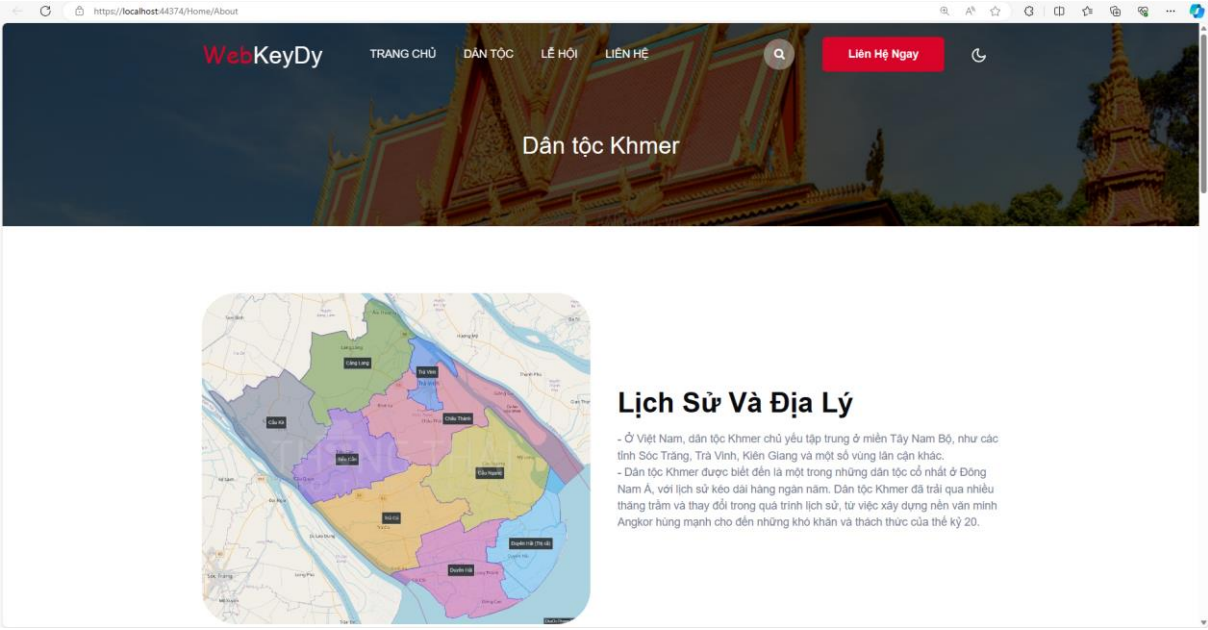 https://localhost:44374/Home/About
WebKeyDy
TRANG CHỦ
DÂN TỘC
LỄ HỘI
LIÊN HỆ
Liên Hệ Ngay
Dân tộc Khmer
Lịch Sử Và Địa Lý
- Ở Việt Nam, dân tộc Khmer chủ yếu tập trung ở miền Tây Nam Bộ, như các
tỉnh Sóc Trăng, Trà Vinh, Kiên Giang và một số vùng lân cận khác.
- Dân tộc Khmer được biết đến là một trong những dân tộc cổ nhất ở Đông
Nam Á, với lịch sử kéo dài hàng ngàn năm. Dân tộc Khmer đã trải qua nhiều
thăng trầm và thay đổi trong quá trình lịch sử, từ việc xây dựng nền văn minh
Angkor hùng mạnh cho đến những khó khăn và thách thức của thế kỷ 20.
Càng Long
Trà Vinh
Châu Thành
Cầu Kè
Tiểu Cần
Cầu Ngang
Trà Cú
Duyên Hải (Thị xã)
Duyên Hải
Sóc Trăng